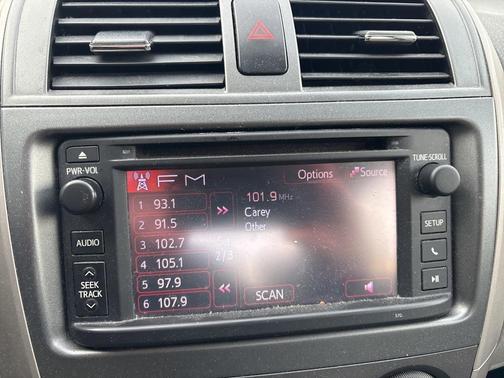 PWR·VOL
TUNE·SCROLL
FM
Options
Source
1 93.1
101.9 MHz
2 91.5
Carey
Other
AUDIO
3 102.7
SETUP
4 105.1
2/3
SEEK
TRACK
5 97.9
6 107.9
SCAN